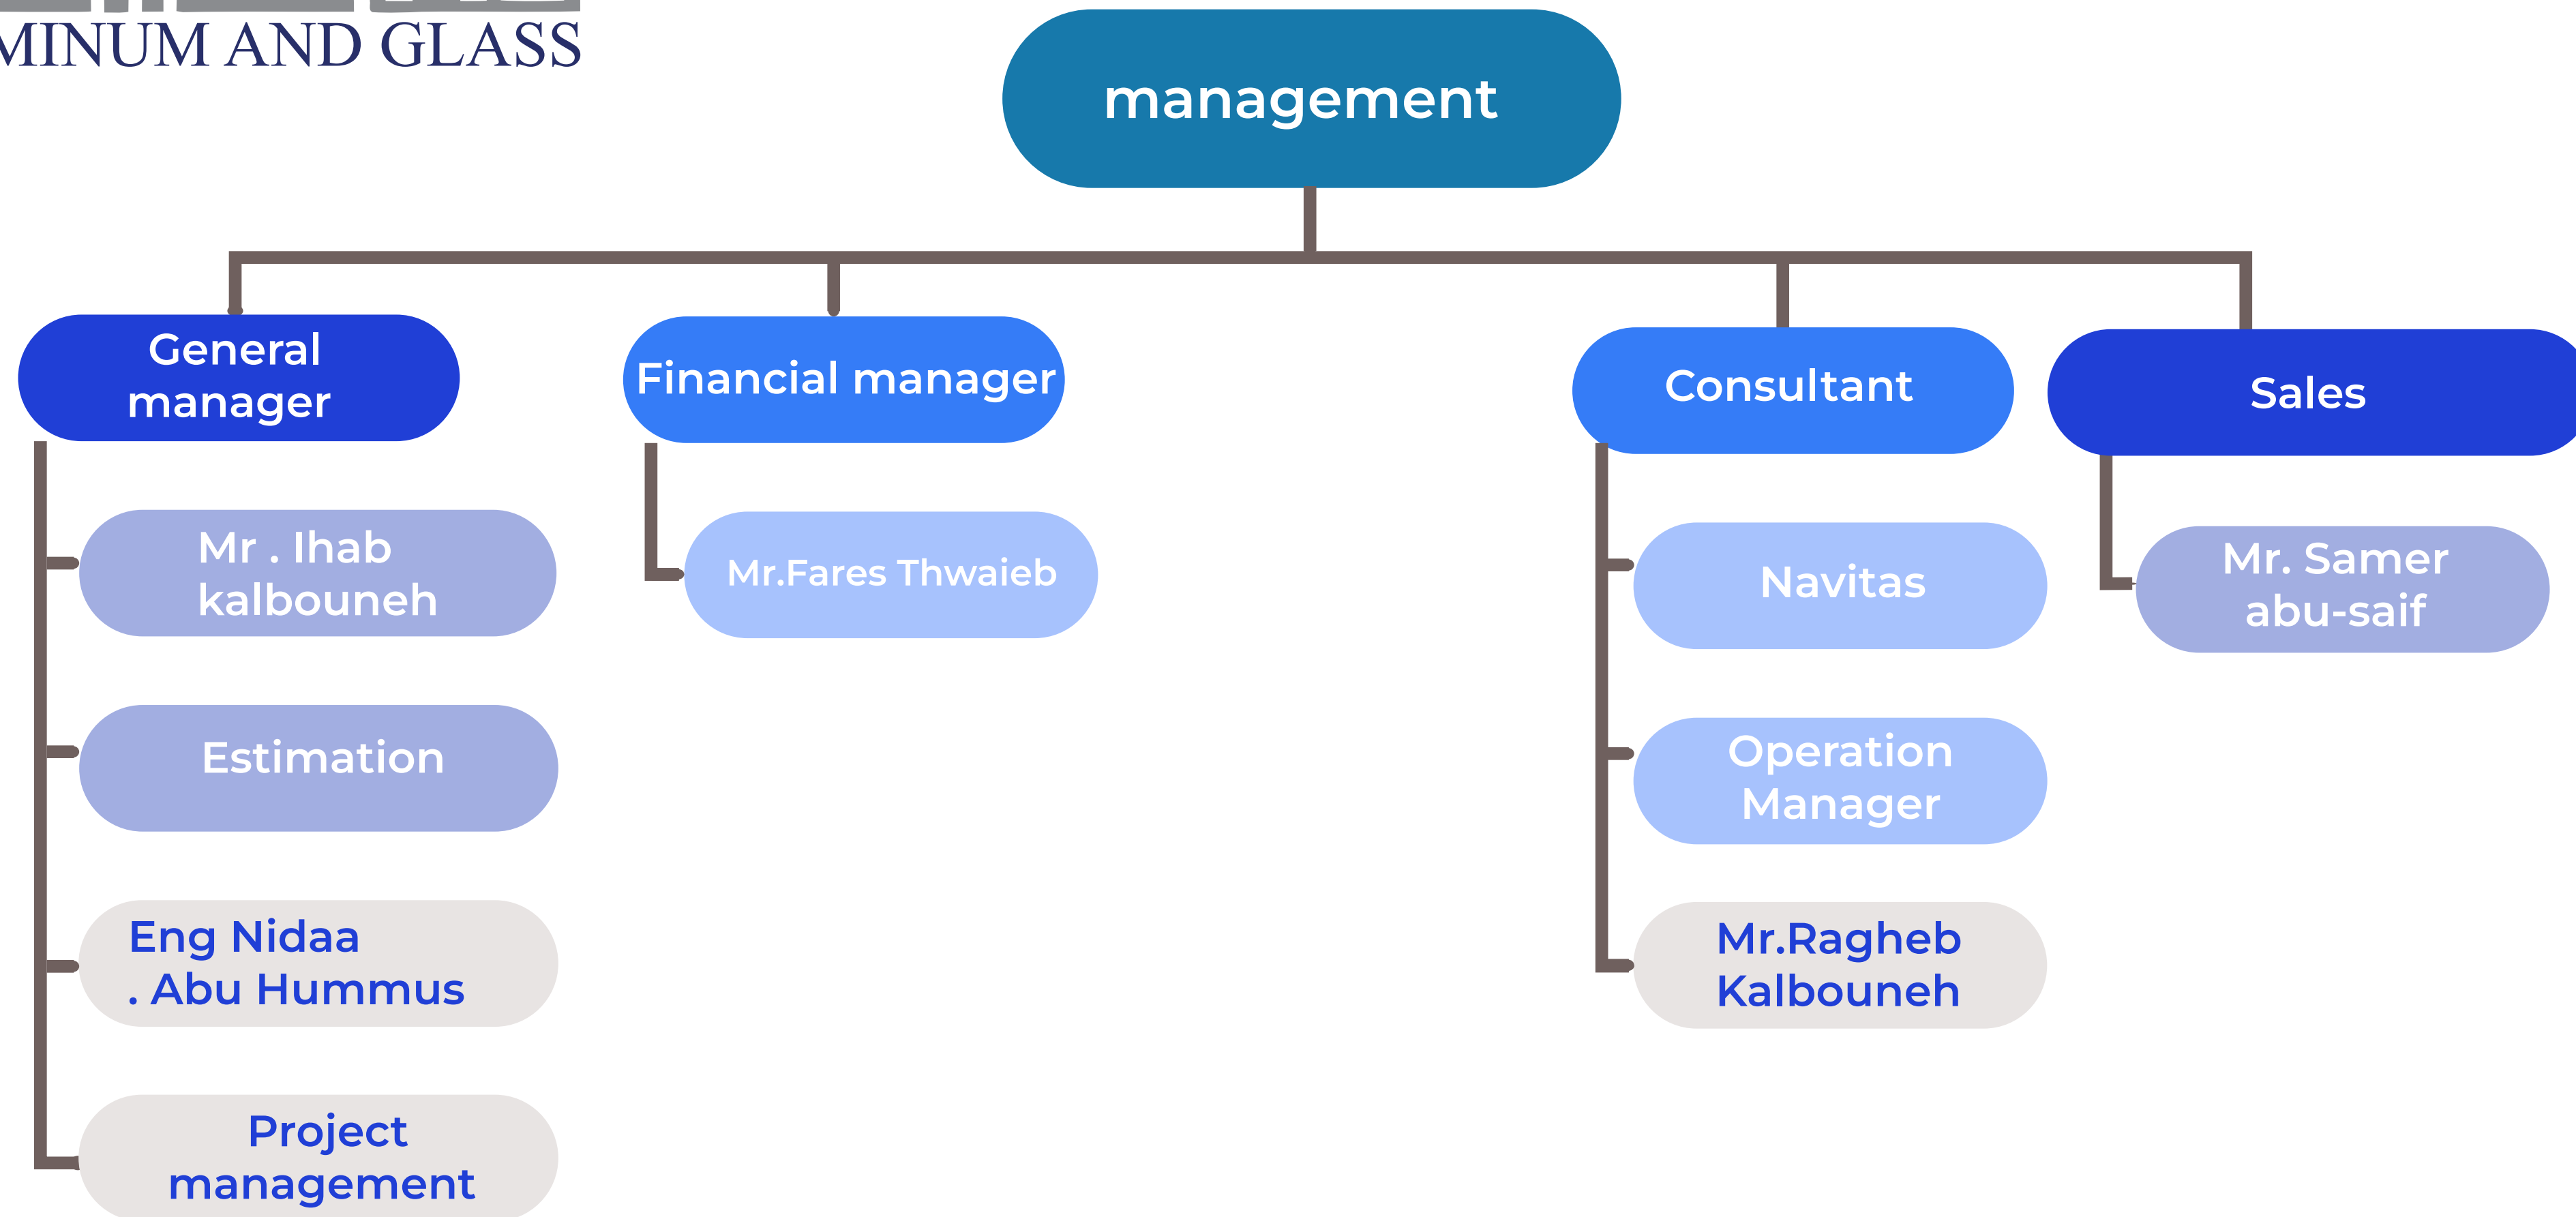 AND GLASS
management
General
manager
Financial manager
Consultant
Sales
Mr . Ihab
kalbouneh
Mr.Fares Thwaieb
Navitas
Mr. Samer
abu-saif
Estimation
Operation
Manager
Eng Nidaa
. Abu Hummus
Mr.Ragheb
Kalbouneh
Project
management